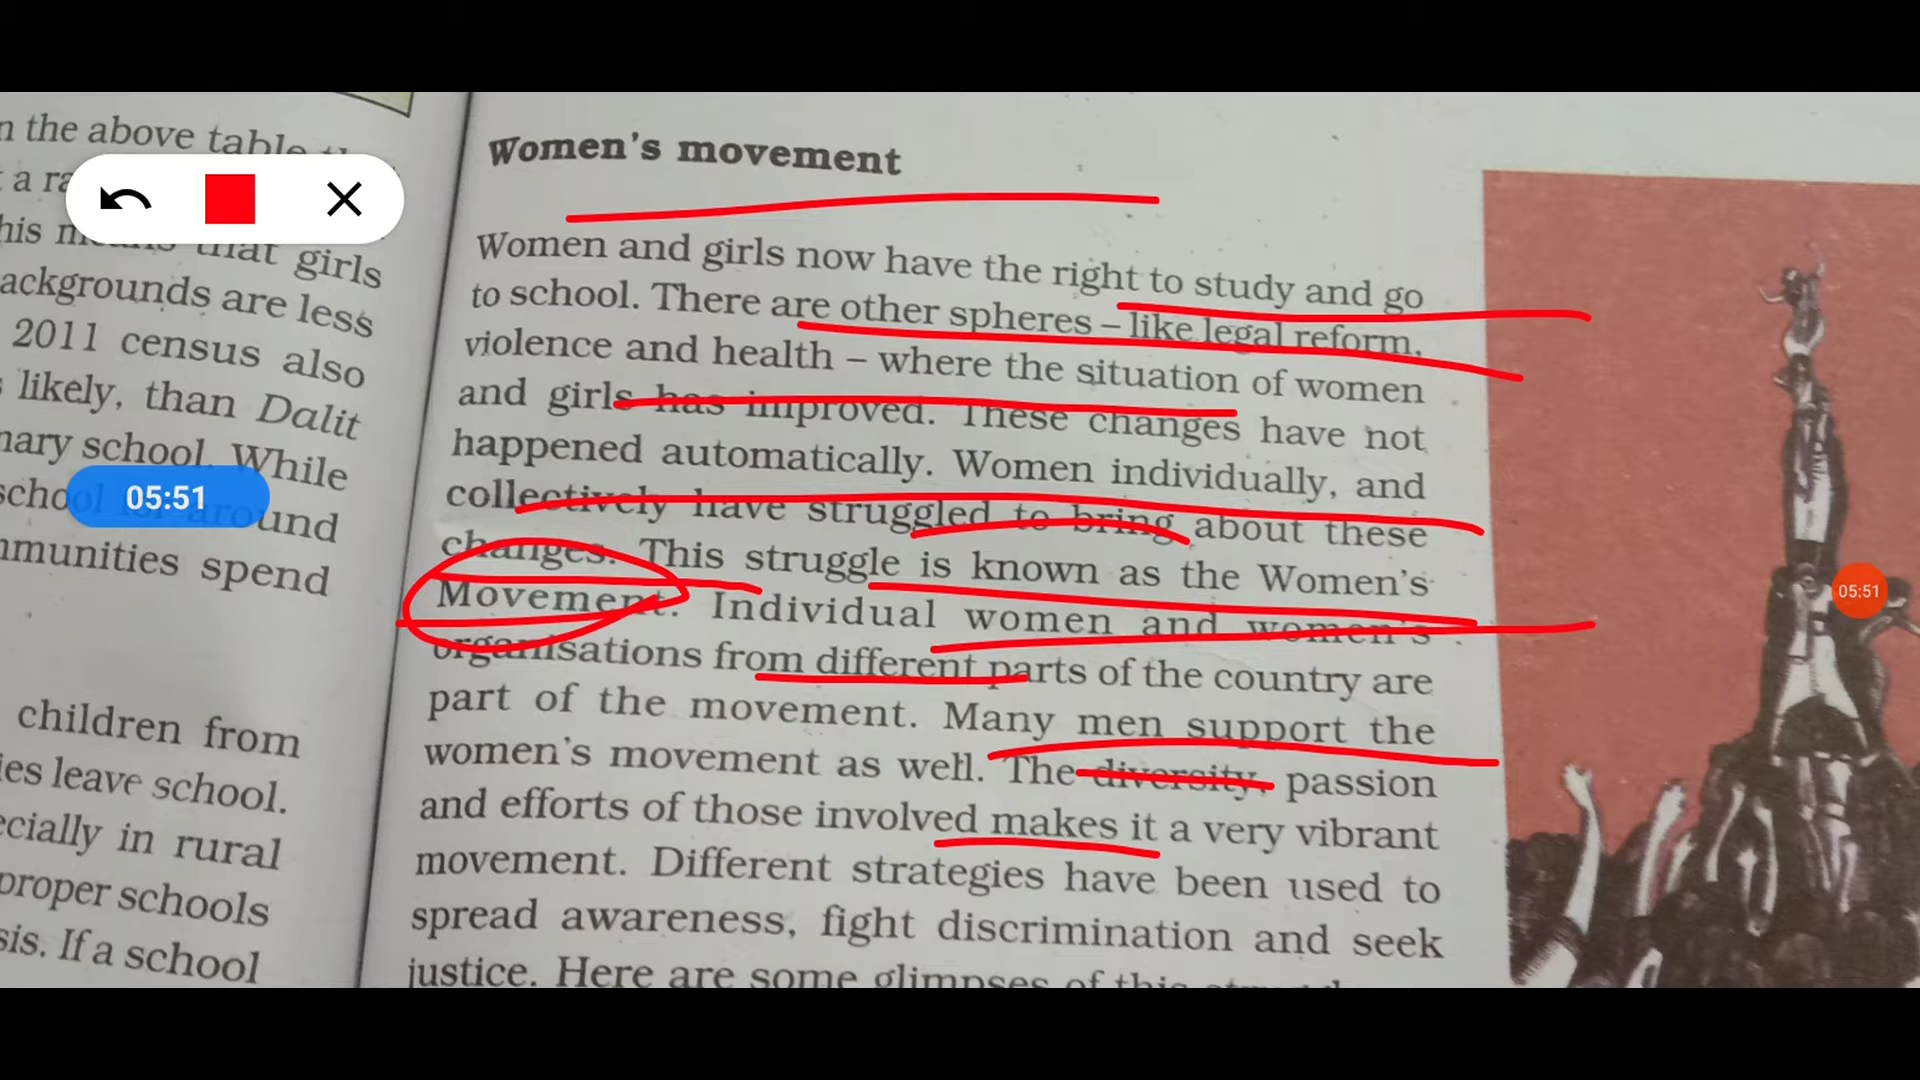 n the above table
a ra
his means that girls
ackgrounds are less
2011 census also
likely, than Dalit
nary school. While
school for around
mmunities spend
children from
ies leave school.
ecially in rural
proper schools
sis. If a school
05:51
Women's movement
Women and girls now have the right to study and go
to school. There are other spheres – like legal reform,
violence and health – where the situation of women
and girls has improved. These changes have not
happened automatically. Women individually, and
collectively have struggled to bring about these
changes. This struggle is known as the Women's
Movement. Individual women and women's
organisations from different parts of the country are
part of the movement. Many men support the
women's movement as well. The diversity, passion
and efforts of those involved makes it a very vibrant
movement. Different strategies have been used to
spread awareness, fight discrimination and seek
justice. Here are some glimpses of this
05:51